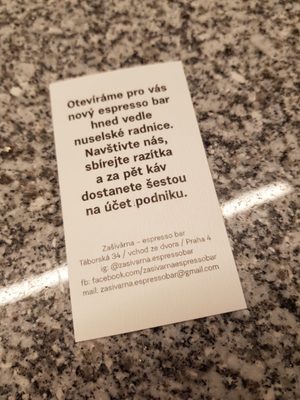 Otevíráme pro vás
nový espresso bar
hned vedle
nuselské radnice.
Navštivte nás,
sbírejte razítka
a za pět káv
dostanete šestou
na účet podniku.
Zašívárna – espresso bar
Táborská 34 / vchod ze dvora / Praha 4
ig: @zasivarna.espressobar
fb: facebook.com/zasivarnaespressobar
mail: zasivarna.espressobar@gmail.com